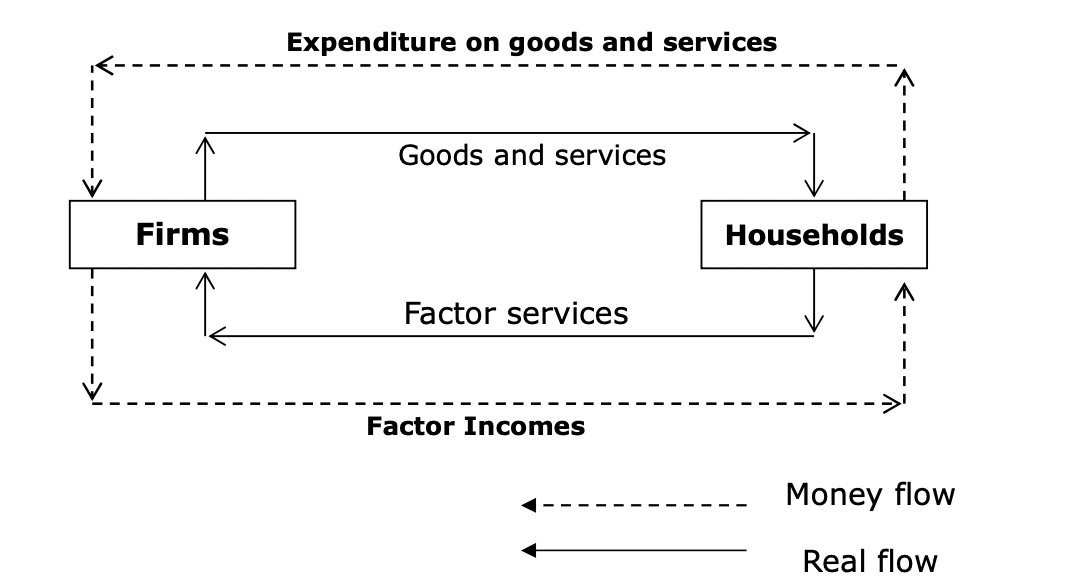 Expenditure on goods and services
Goods and services
Firms
Households
Factor services
Factor Incomes
Money flow
Real flow